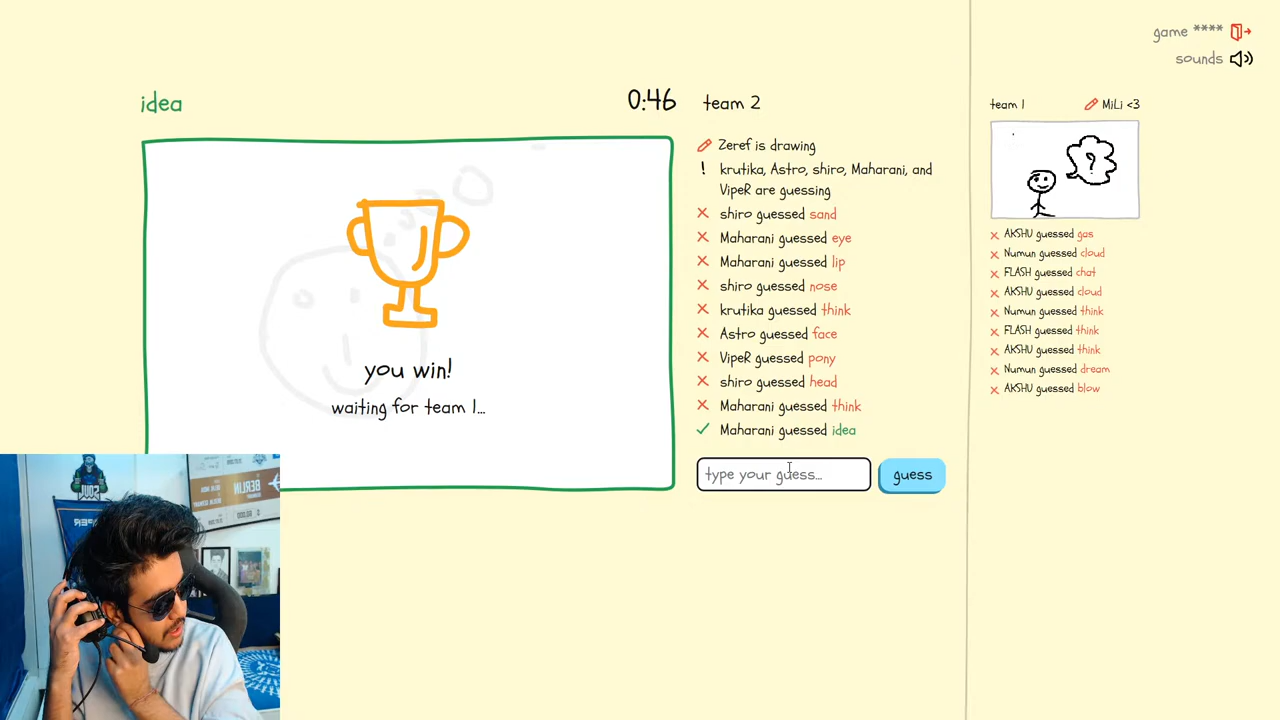 game ****
sounds
idea
0:46
team 2
Zeref is drawing
! krutika, Astro, shiro, Maharani, and
VipeR are guessing
shiro guessed sand
Maharani guessed eye
Maharani guessed lip
shiro guessed nose
krutika guessed think
Astro guessed face
VipeR guessed pony
shiro guessed head
Maharani guessed think
Maharani guessed idea
type your guess...
guess
you win!
waiting for team 1...
team 1
MiLi <3
?
AKSHU guessed gas
Numun guessed cloud
FLASH guessed chat
AKSHU guessed cloud
Numun guessed think
FLASH guessed think
AKSHU guessed think
Numun guessed dream
AKSHU guessed blow
SOUL
BERLIN